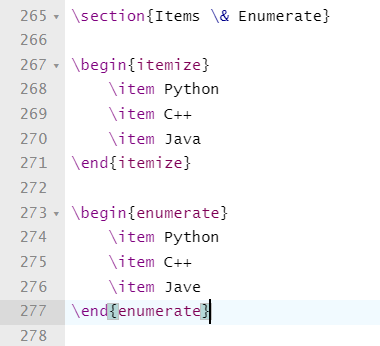 265 \section{Items \& Enumerate}
266
267 \begin{itemize}
268 \item Python
269 \item C++
270 \item Java
271 \end{itemize}
272
273 \begin{enumerate}
274 \item Python
275 \item C++
276 \item Jave
277 \end{enumerate}
278